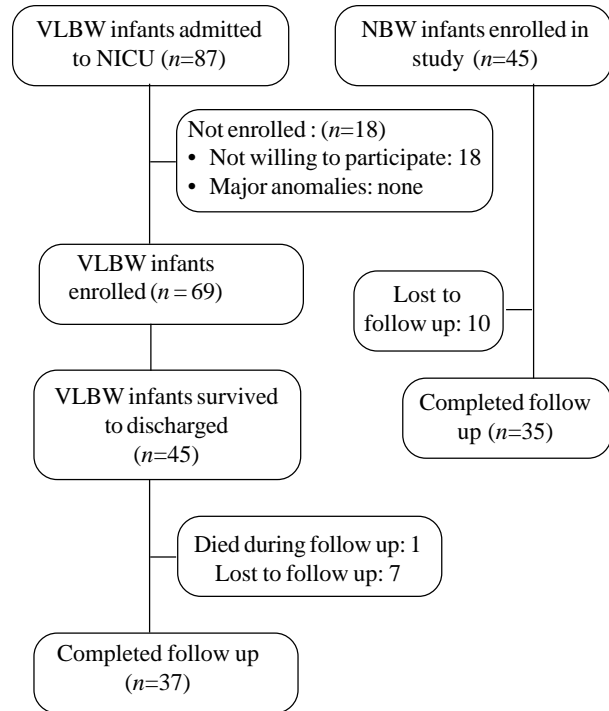 VLBW infants admitted
to NICU (n=87)
NBW infants enrolled in
study (n=45)
Not enrolled : (n=18)
• Not willing to participate: 18
• Major anomalies: none
VLBW infants
enrolled (n = 69)
Lost to
follow up: 10
VLBW infants survived
to discharged
(n=45)
Completed follow
up (n=35)
Died during follow up: 1
Lost to follow up: 7
Completed follow up
(n=37)